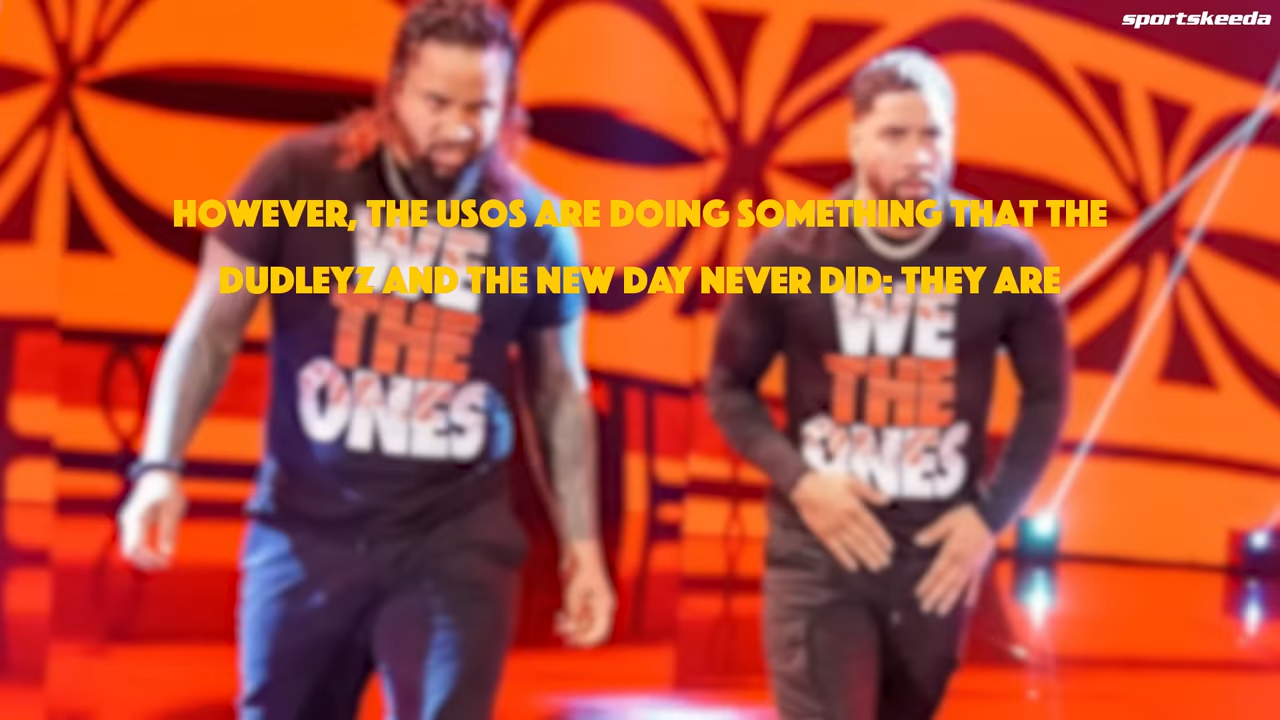 sportskeeda
HOWEVER, THE USOS ARE DOING SOMETHING THAT THE
DUDLEYZ AND THE NEW DAY NEVER DID: THEY ARE
WE
THE
ONES
WE
THE
ONES